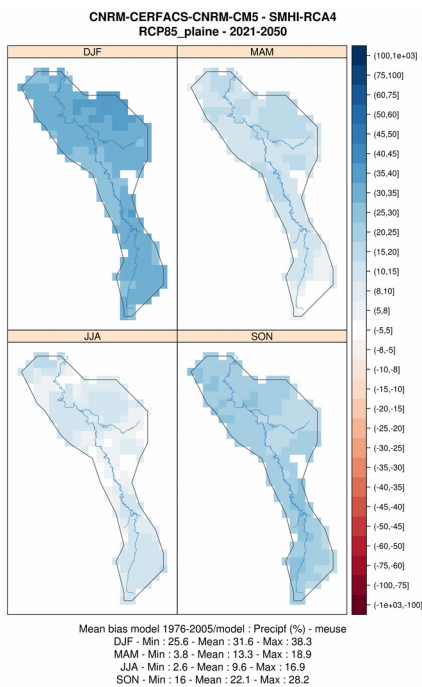 CNRM-CERFACS-CNRM-CM5 - SMHI-RCA4
RCP85_plaine - 2021-2050
DJF
MAM
JJA
SON
(100,1e+03]
(75,100]
(60,75]
(50,60]
(45,50]
(40,45]
(35,40]
(30,35]
(25,30]
(20,25]
(15,20]
(10,15]
(8,10]
(5,8]
(-5,5]
(-8,-5]
(-10,-8]
(-15,-10]
(-20,-15]
(-25,-20]
(-30,-25]
(-35,-30]
(-40,-35]
(-45,-40]
(-50,-45]
(-60,-50]
(-75,-60]
(-100,-75]
(-1e+03,-100]
Mean bias model 1976-2005/model : Precipf (%) - meuse
DJF - Min : 25.6 - Mean : 31.6 - Max : 38.3
MAM - Min : 3.8 - Mean : 13.3 - Max : 18.9
JJA - Min : 2.6 - Mean : 9.6 - Max : 16.9
SON - Min : 16 - Mean : 22.1 - Max : 28.2